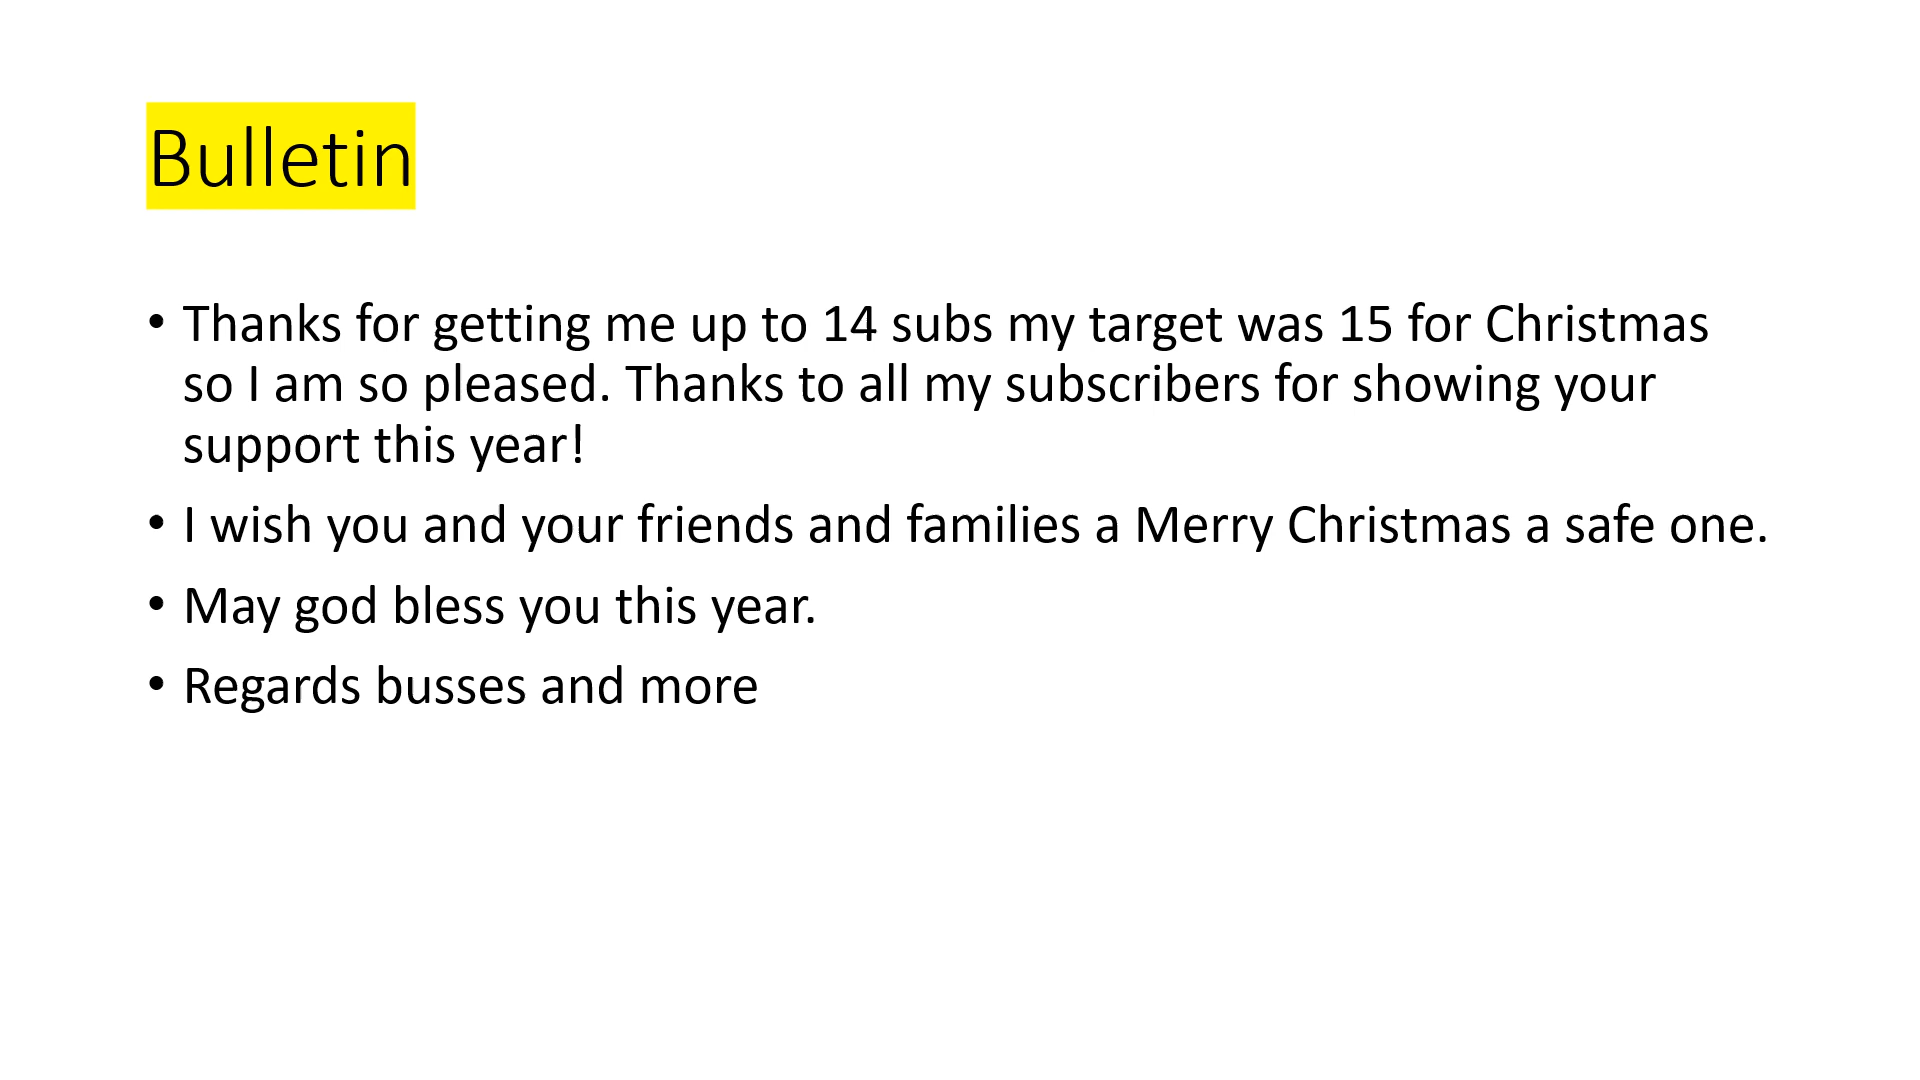 Bulletin
• Thanks for getting me up to 14 subs my target was 15 for Christmas
so I am so pleased. Thanks to all my subscribers for showing your
support this year!
• I wish you and your friends and families a Merry Christmas a safe one.
• May god bless you this year.
• Regards busses and more